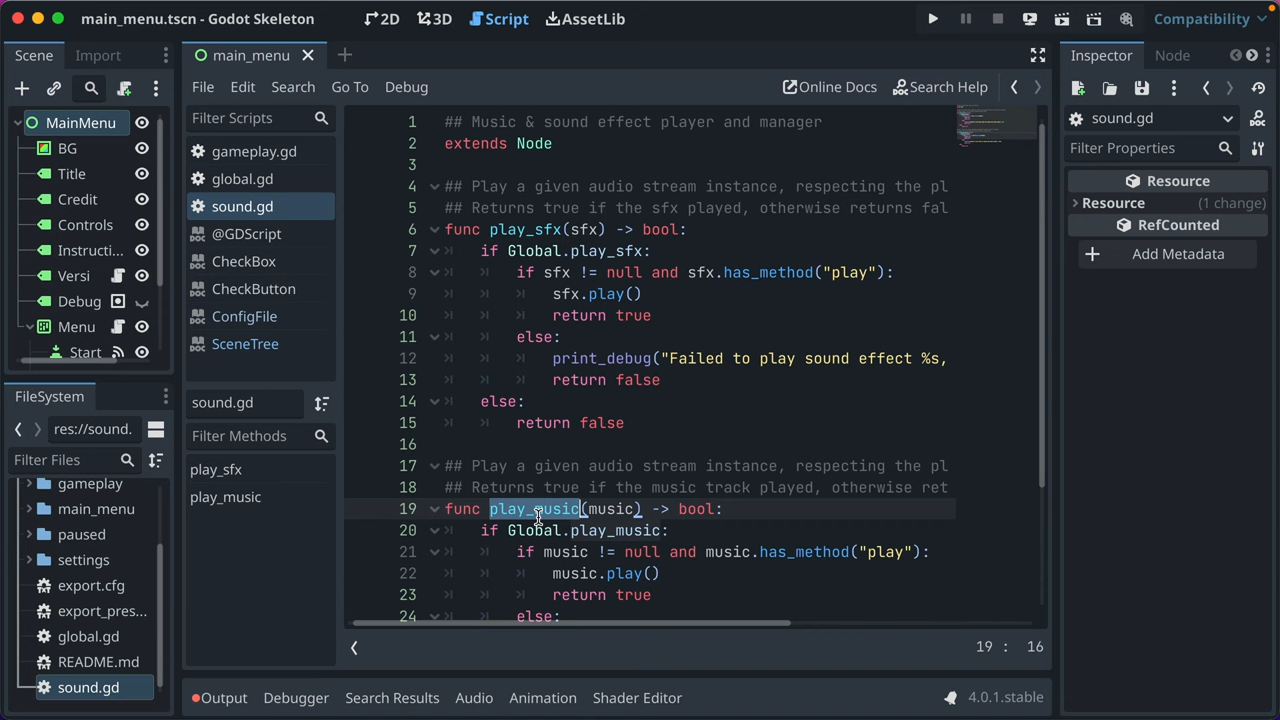 main_menu.tscn - Godot Skeleton
2D
3D
Script
AssetLib
Compatibility
Scene
Import
main_menu
Inspector
Node
File
Edit
Search
Go To
Debug
Online Docs
Search Help
MainMenu
BG
Title
Credit
Controls
Instructi...
Versi
Debug
Menu
Start
Filter Scripts
gameplay.gd
global.gd
sound.gd
@GDScript
CheckBox
CheckButton
ConfigFile
SceneTree
sound.gd
Filter Methods
play_sfx
play_music
1 ## Music & sound effect player and manager
2 extends Node
3
4 ## Play a given audio stream instance, respecting the pl
5 ## Returns true if the sfx played, otherwise returns fal
6 func play_sfx(sfx) -> bool:
7 if Global.play_sfx:
8 if sfx != null and sfx.has_method("play"):
9 sfx.play()
10 return true
11 else:
12 print_debug("Failed to play sound effect %s,
13 return false
14 else:
15 return false
16
17 ## Play a given audio stream instance, respecting the pl
18 ## Returns true if the music track played, otherwise ret
19 func play_music(music) -> bool:
20 if Global.play_music:
21 if music != null and music.has_method("play"):
22 music.play()
23 return true
24 else:
19 : 16
FileSystem
res://sound.
Filter Files
gameplay
main_menu
paused
settings
export.cfg
export_pres...
global.gd
README.md
sound.gd
Output
Debugger
Search Results
Audio
Animation
Shader Editor
4.0.1.stable
sound.gd
Filter Properties
Resource
Resource (1 change)
RefCounted
Add Metadata